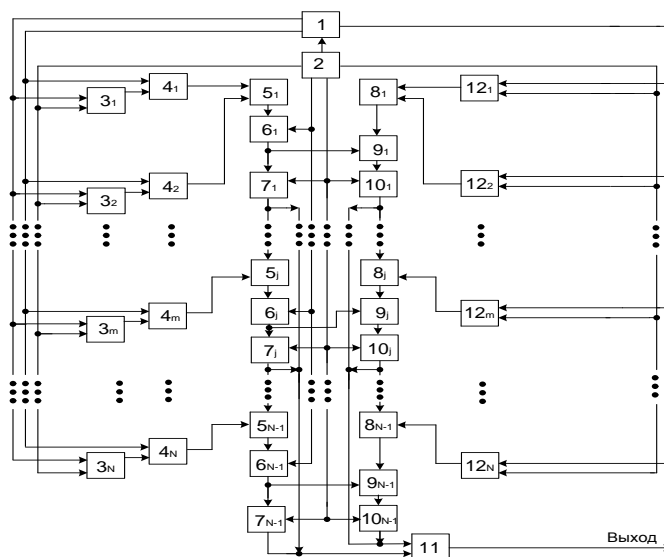 1
2
3₁ 4₁ 5₁ 8₁ 12₁
6₁ 9₁
3₂ 4₂ 7₁ 10₁ 12₂
5j 8j
3m 4m 6j 9j 12m
7j 10j
5N-1 8N-1
3N 4N 6N-1 9N-1 12N
7N-1 10N-1
11 Выход